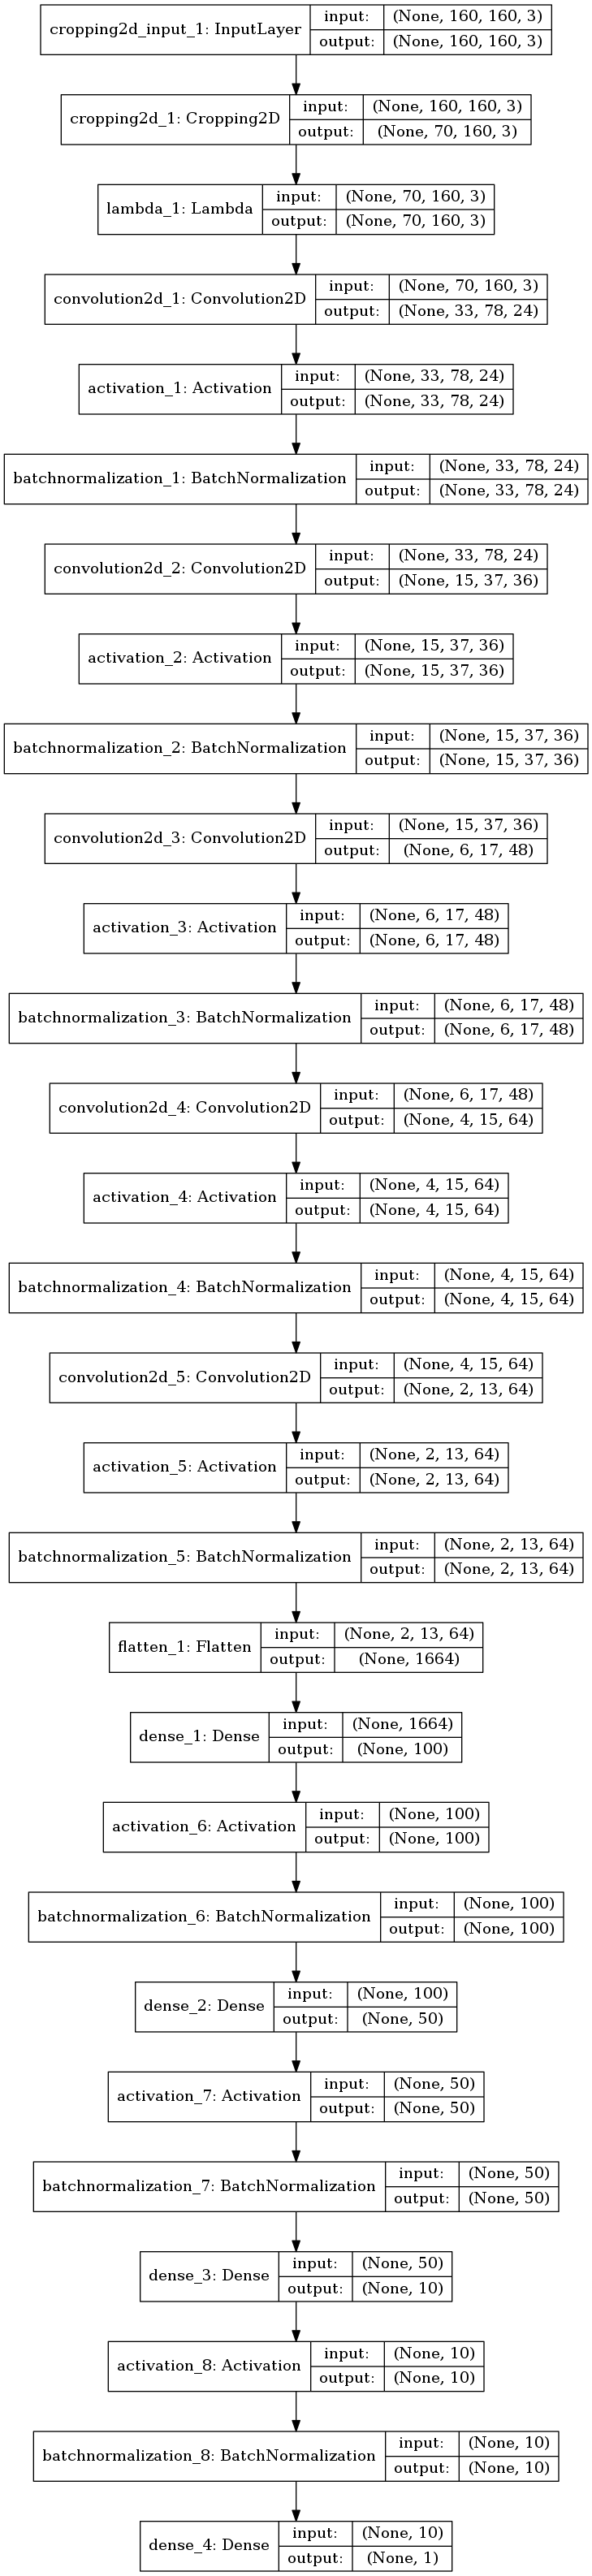 cropping2d_input_1: InputLayer
input: (None, 160, 160, 3)
output: (None, 160, 160, 3)
cropping2d_1: Cropping2D
input: (None, 160, 160, 3)
output: (None, 70, 160, 3)
lambda_1: Lambda
input: (None, 70, 160, 3)
output: (None, 70, 160, 3)
convolution2d_1: Convolution2D
input: (None, 70, 160, 3)
output: (None, 33, 78, 24)
activation_1: Activation
input: (None, 33, 78, 24)
output: (None, 33, 78, 24)
batchnormalization_1: BatchNormalization
input: (None, 33, 78, 24)
output: (None, 33, 78, 24)
convolution2d_2: Convolution2D
input: (None, 33, 78, 24)
output: (None, 15, 37, 36)
activation_2: Activation
input: (None, 15, 37, 36)
output: (None, 15, 37, 36)
batchnormalization_2: BatchNormalization
input: (None, 15, 37, 36)
output: (None, 15, 37, 36)
convolution2d_3: Convolution2D
input: (None, 15, 37, 36)
output: (None, 6, 17, 48)
activation_3: Activation
input: (None, 6, 17, 48)
output: (None, 6, 17, 48)
batchnormalization_3: BatchNormalization
input: (None, 6, 17, 48)
output: (None, 6, 17, 48)
convolution2d_4: Convolution2D
input: (None, 6, 17, 48)
output: (None, 4, 15, 64)
activation_4: Activation
input: (None, 4, 15, 64)
output: (None, 4, 15, 64)
batchnormalization_4: BatchNormalization
input: (None, 4, 15, 64)
output: (None, 4, 15, 64)
convolution2d_5: Convolution2D
input: (None, 4, 15, 64)
output: (None, 2, 13, 64)
activation_5: Activation
input: (None, 2, 13, 64)
output: (None, 2, 13, 64)
batchnormalization_5: BatchNormalization
input: (None, 2, 13, 64)
output: (None, 2, 13, 64)
flatten_1: Flatten
input: (None, 2, 13, 64)
output: (None, 1664)
dense_1: Dense
input: (None, 1664)
output: (None, 100)
activation_6: Activation
input: (None, 100)
output: (None, 100)
batchnormalization_6: BatchNormalization
input: (None, 100)
output: (None, 100)
dense_2: Dense
input: (None, 100)
output: (None, 50)
activation_7: Activation
input: (None, 50)
output: (None, 50)
batchnormalization_7: BatchNormalization
input: (None, 50)
output: (None, 50)
dense_3: Dense
input: (None, 50)
output: (None, 10)
activation_8: Activation
input: (None, 10)
output: (None, 10)
batchnormalization_8: BatchNormalization
input: (None, 10)
output: (None, 10)
dense_4: Dense
input: (None, 10)
output: (None, 1)